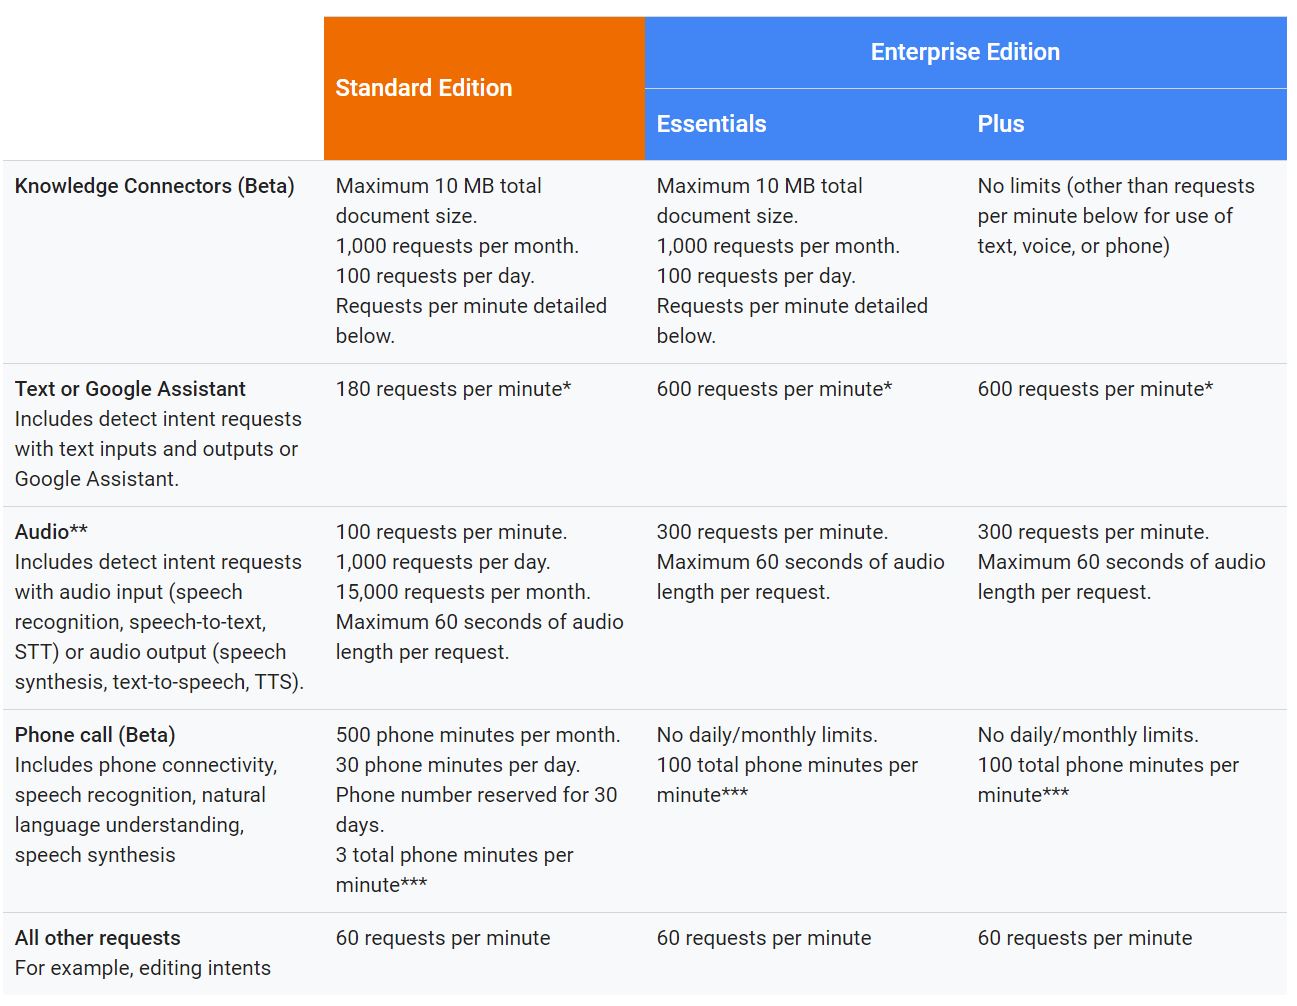 Standard Edition
Enterprise Edition
Essentials
Plus
Knowledge Connectors (Beta)
Maximum 10 MB total
document size.
1,000 requests per month.
100 requests per day.
Requests per minute detailed
below.
Maximum 10 MB total
document size.
1,000 requests per month.
100 requests per day.
Requests per minute detailed
below.
No limits (other than requests
per minute below for use of
text, voice, or phone)
Text or Google Assistant
Includes detect intent requests
with text inputs and outputs or
Google Assistant.
180 requests per minute*
600 requests per minute*
600 requests per minute*
Audio**
Includes detect intent requests
with audio input (speech
recognition, speech-to-text,
STT) or audio output (speech
synthesis, text-to-speech, TTS).
100 requests per minute.
1,000 requests per day.
15,000 requests per month.
Maximum 60 seconds of audio
length per request.
300 requests per minute.
Maximum 60 seconds of audio
length per request.
300 requests per minute.
Maximum 60 seconds of audio
length per request.
Phone call (Beta)
Includes phone connectivity,
speech recognition, natural
language understanding,
speech synthesis
500 phone minutes per month.
30 phone minutes per day.
Phone number reserved for 30
days.
3 total phone minutes per
minute***
No daily/monthly limits.
100 total phone minutes per
minute***
No daily/monthly limits.
100 total phone minutes per
minute***
All other requests
For example, editing intents
60 requests per minute
60 requests per minute
60 requests per minute